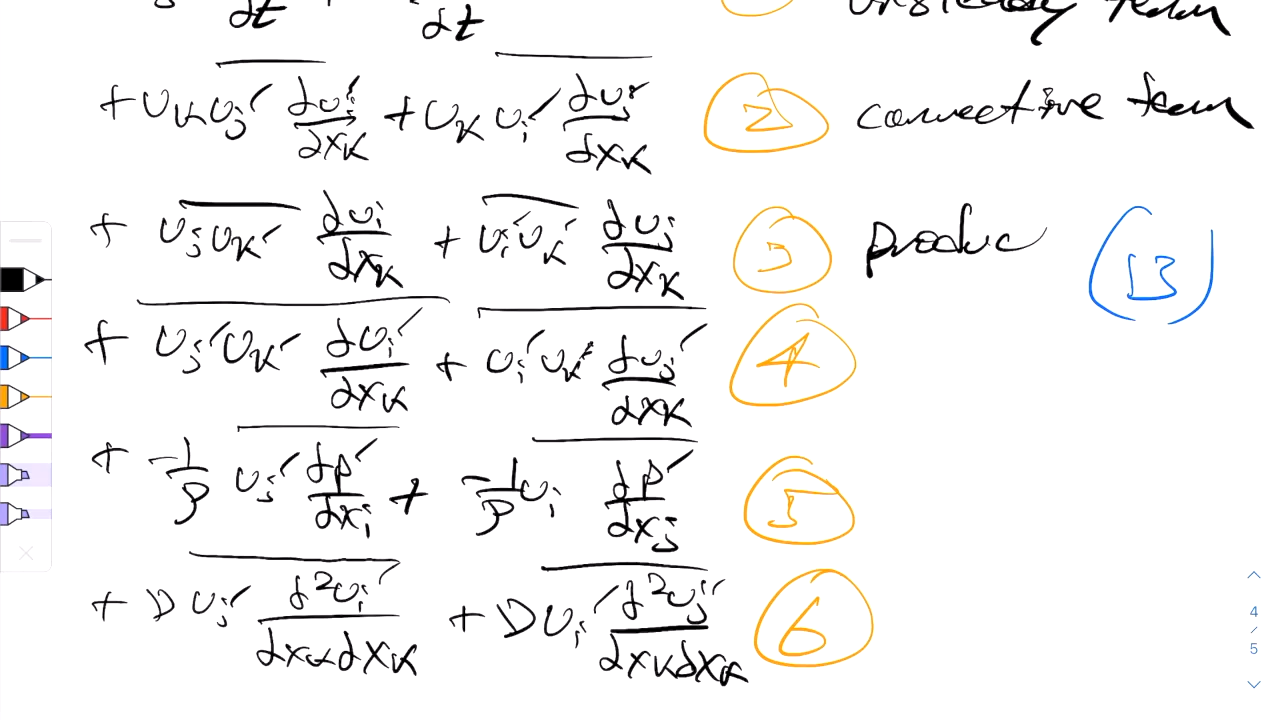 ∂t ∂t unsteady term
+ U_K u_j′ ∂u_i′/∂x_K + U_K u_i′ ∂u_j′/∂x_K (2) convective term
+ u_j′u_K′ ∂U_i/∂x_K + u_i′u_K′ ∂U_j/∂x_K (3) produc (13)
+ u_j′u_K′ ∂u_i′/∂x_K + u_i′u_K′ ∂u_j′/∂x_K (4)
+ -1/ρ u_j′ ∂p′/∂x_i + -1/ρ u_i ∂p′/∂x_j (5)
+ ν u_j′ ∂²u_i′/∂x_K∂x_K + ν u_i′ ∂²u_j′/∂x_K∂x_K (6)
4
/
5